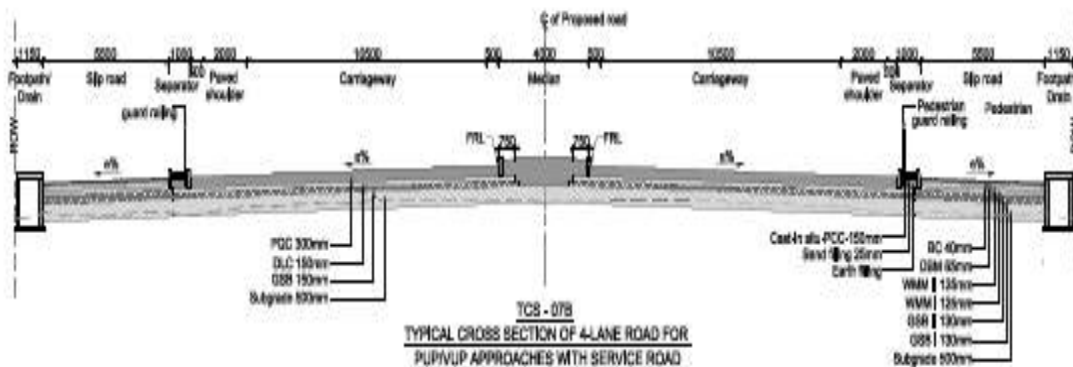 C of Proposed road
1150 5500 1000 500 2000 10500 500 4000 500 10500 2000 500 1000 5500 1150
Footpath/ Drain
Slip road
Separator
Paved shoulder
Carriageway
Median
Carriageway
Paved shoulder
Separator
Slip road
Footpath/ Drain
guard railing
Pedestrian guard railing
Pedestrian
ROW
FRL
750
750
FRL
n%
n%
n%
n%
PQC 300mm
DLC 150mm
GSB 150mm
Subgrade 500mm
Cast-in situ-PCC-150mm
Sand filling 25mm
Earth filling
BC 40mm
DBM 65mm
WMM II 125mm
WMM I 125mm
GSB II 130mm
GSB I 130mm
Subgrade 500mm
TCS - 07B
TYPICAL CROSS SECTION OF 4-LANE ROAD FOR
PUP/VUP APPROACHES WITH SERVICE ROAD